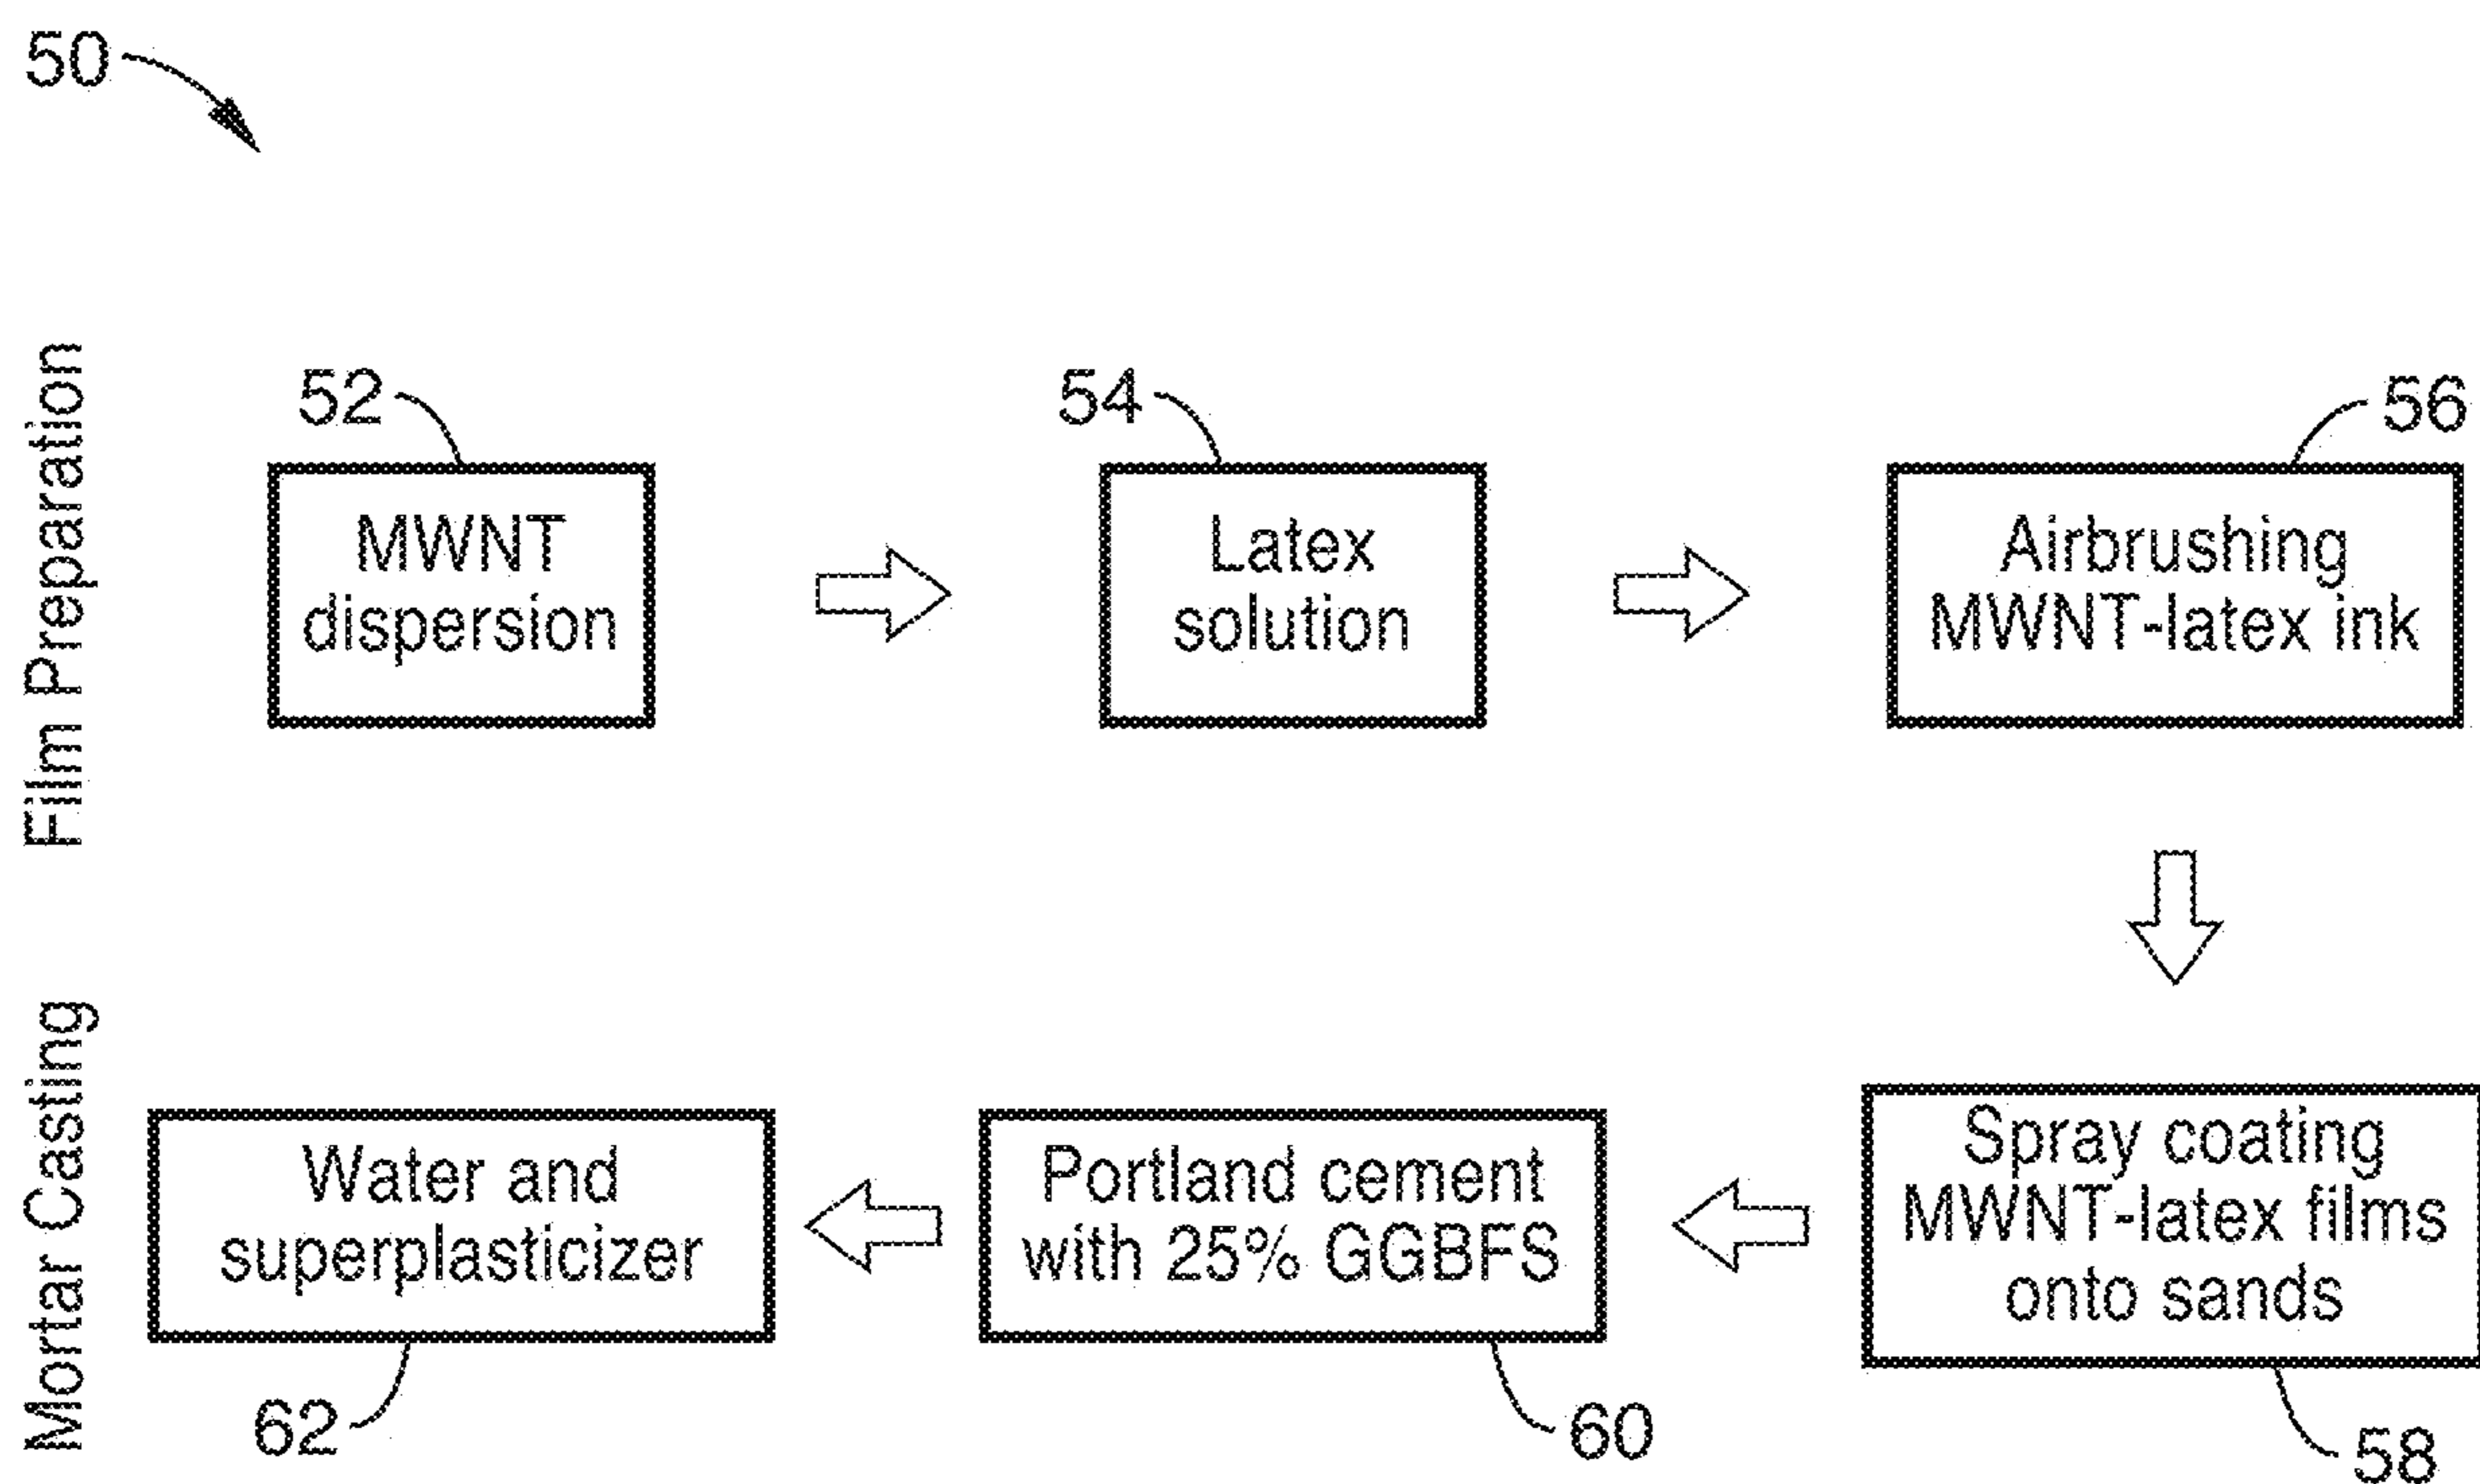 50
Film Preparation
52
54
56
MWNT
dispersion
Latex
solution
Airbrushing
MWNT-latex ink
Mortar Casting
Water and
superplasticizer
Portland cement
with 25% GGBFS
Spray coating
MWNT-latex films
onto sands
62
60
58